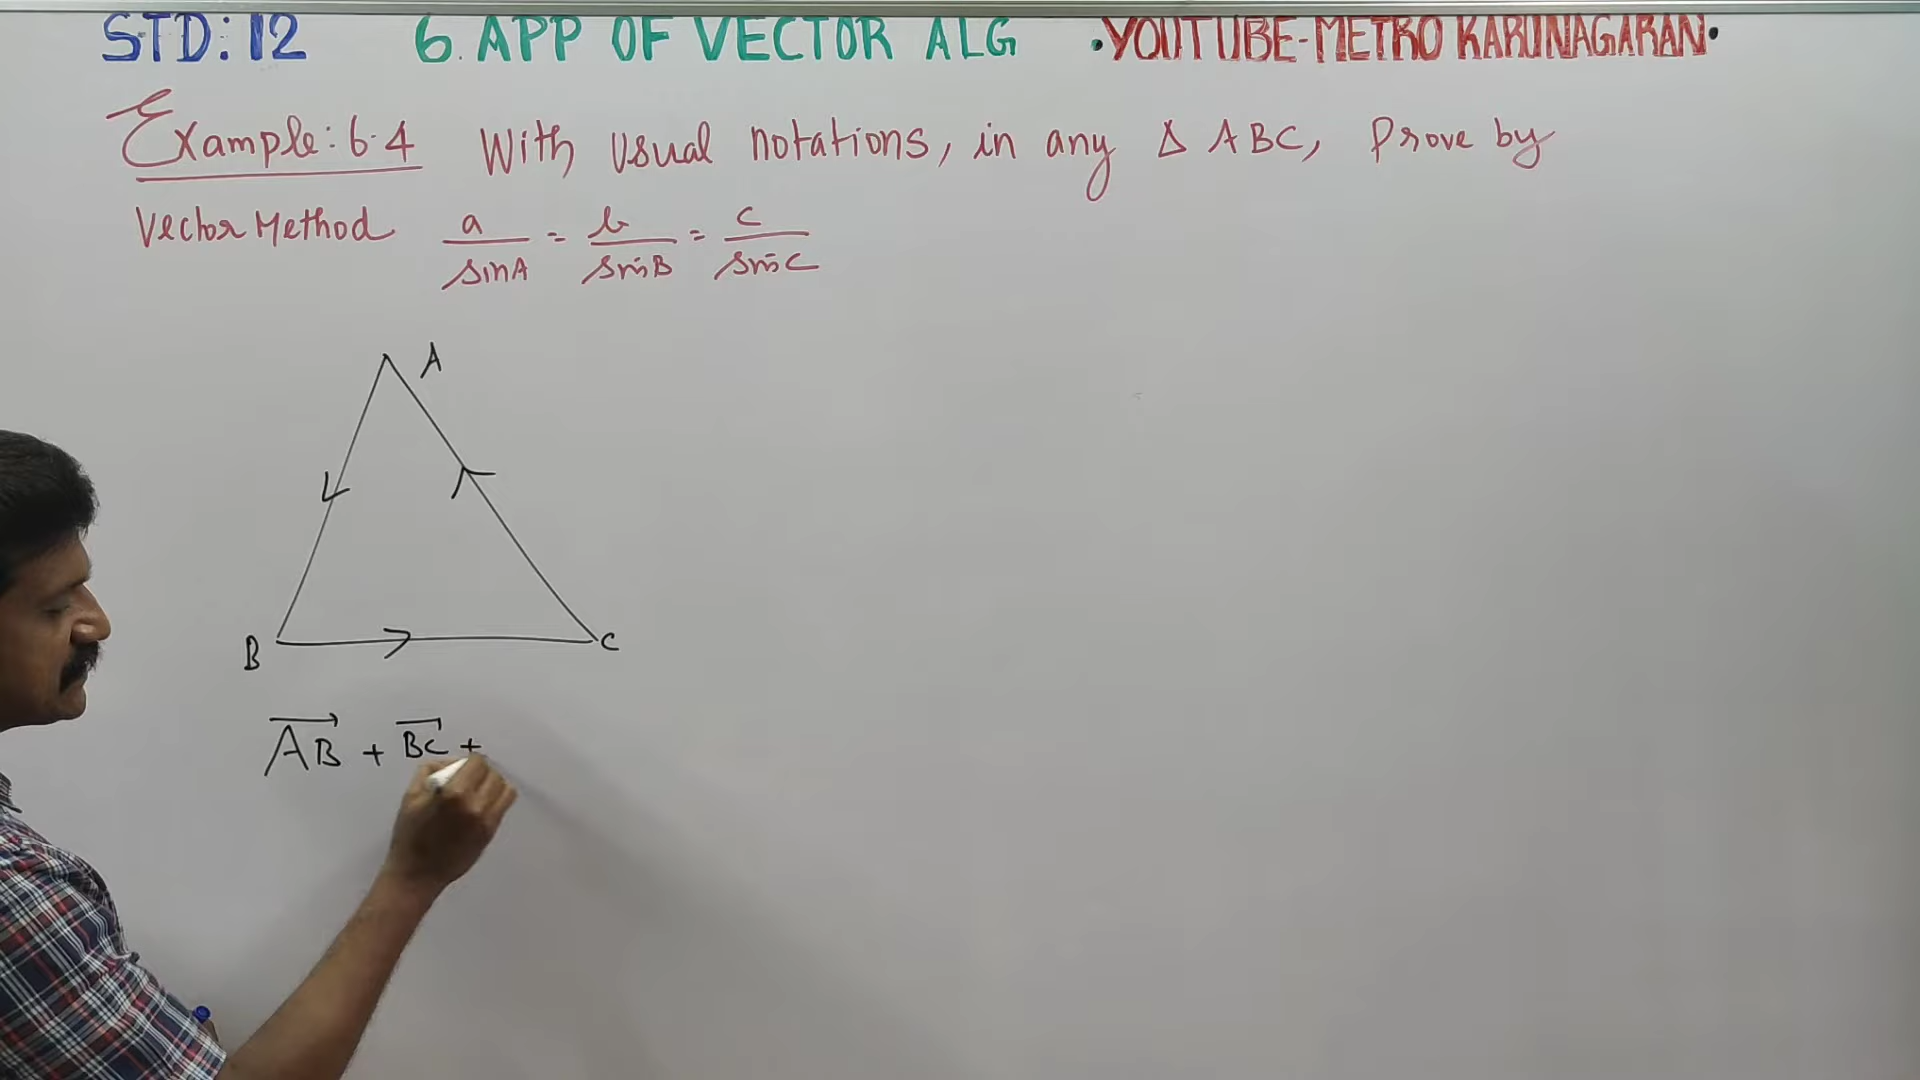 STD: 12 6. APP OF VECTOR ALG •YOUTUBE-METRO KARUNAGARAN•
Example: 6.4 With usual notations, in any Δ ABC, Prove by
Vector Method a/sinA = b/sinB = c/sinC
A
B C
→AB + →BC +